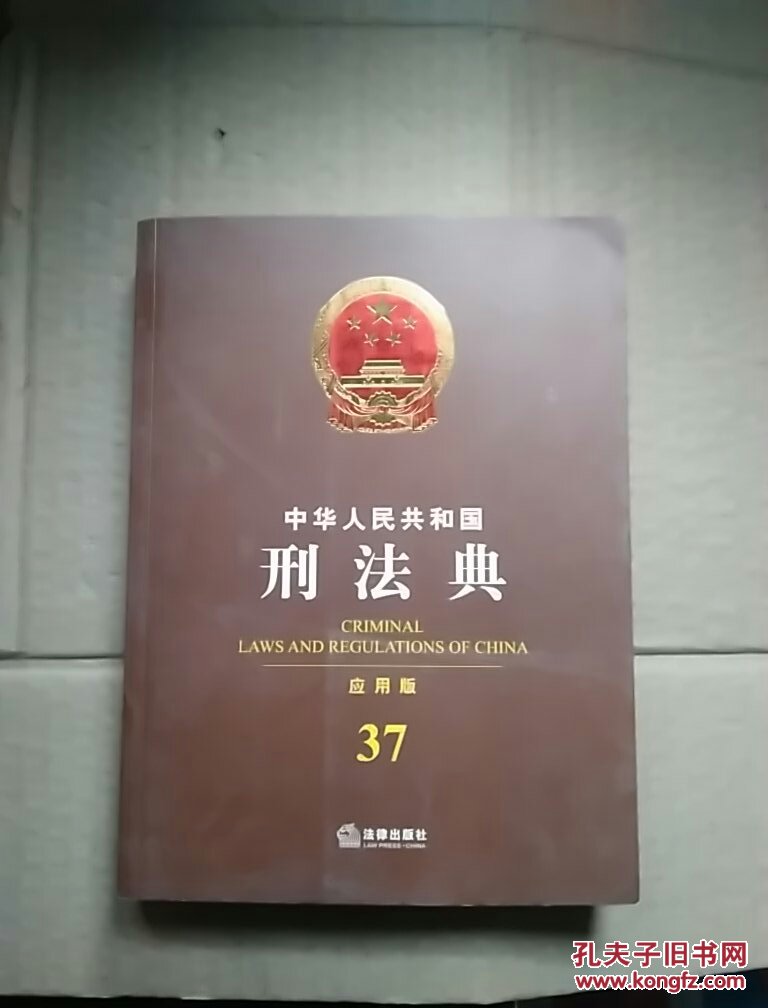 中华人民共和国
刑法典
CRIMINAL
LAWS AND REGULATIONS OF CHINA
应用版
37
法律出版社
LAW PRESS·CHINA
孔夫子旧书网
www.kongfz.com